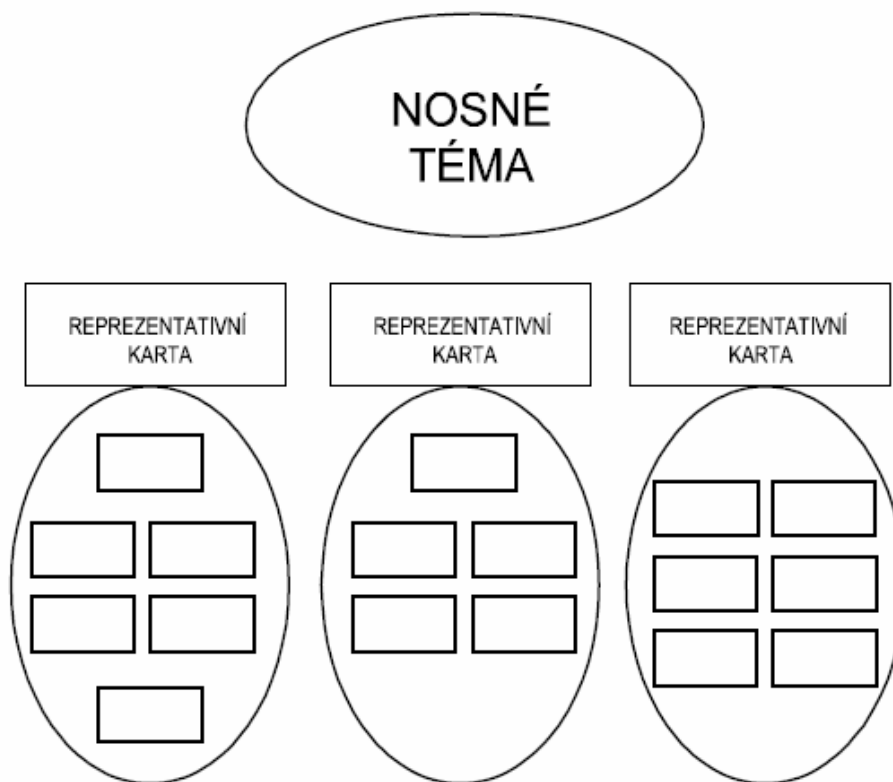 NOSNÉ
TÉMA
REPREZENTATIVNÍ
KARTA
REPREZENTATIVNÍ
KARTA
REPREZENTATIVNÍ
KARTA